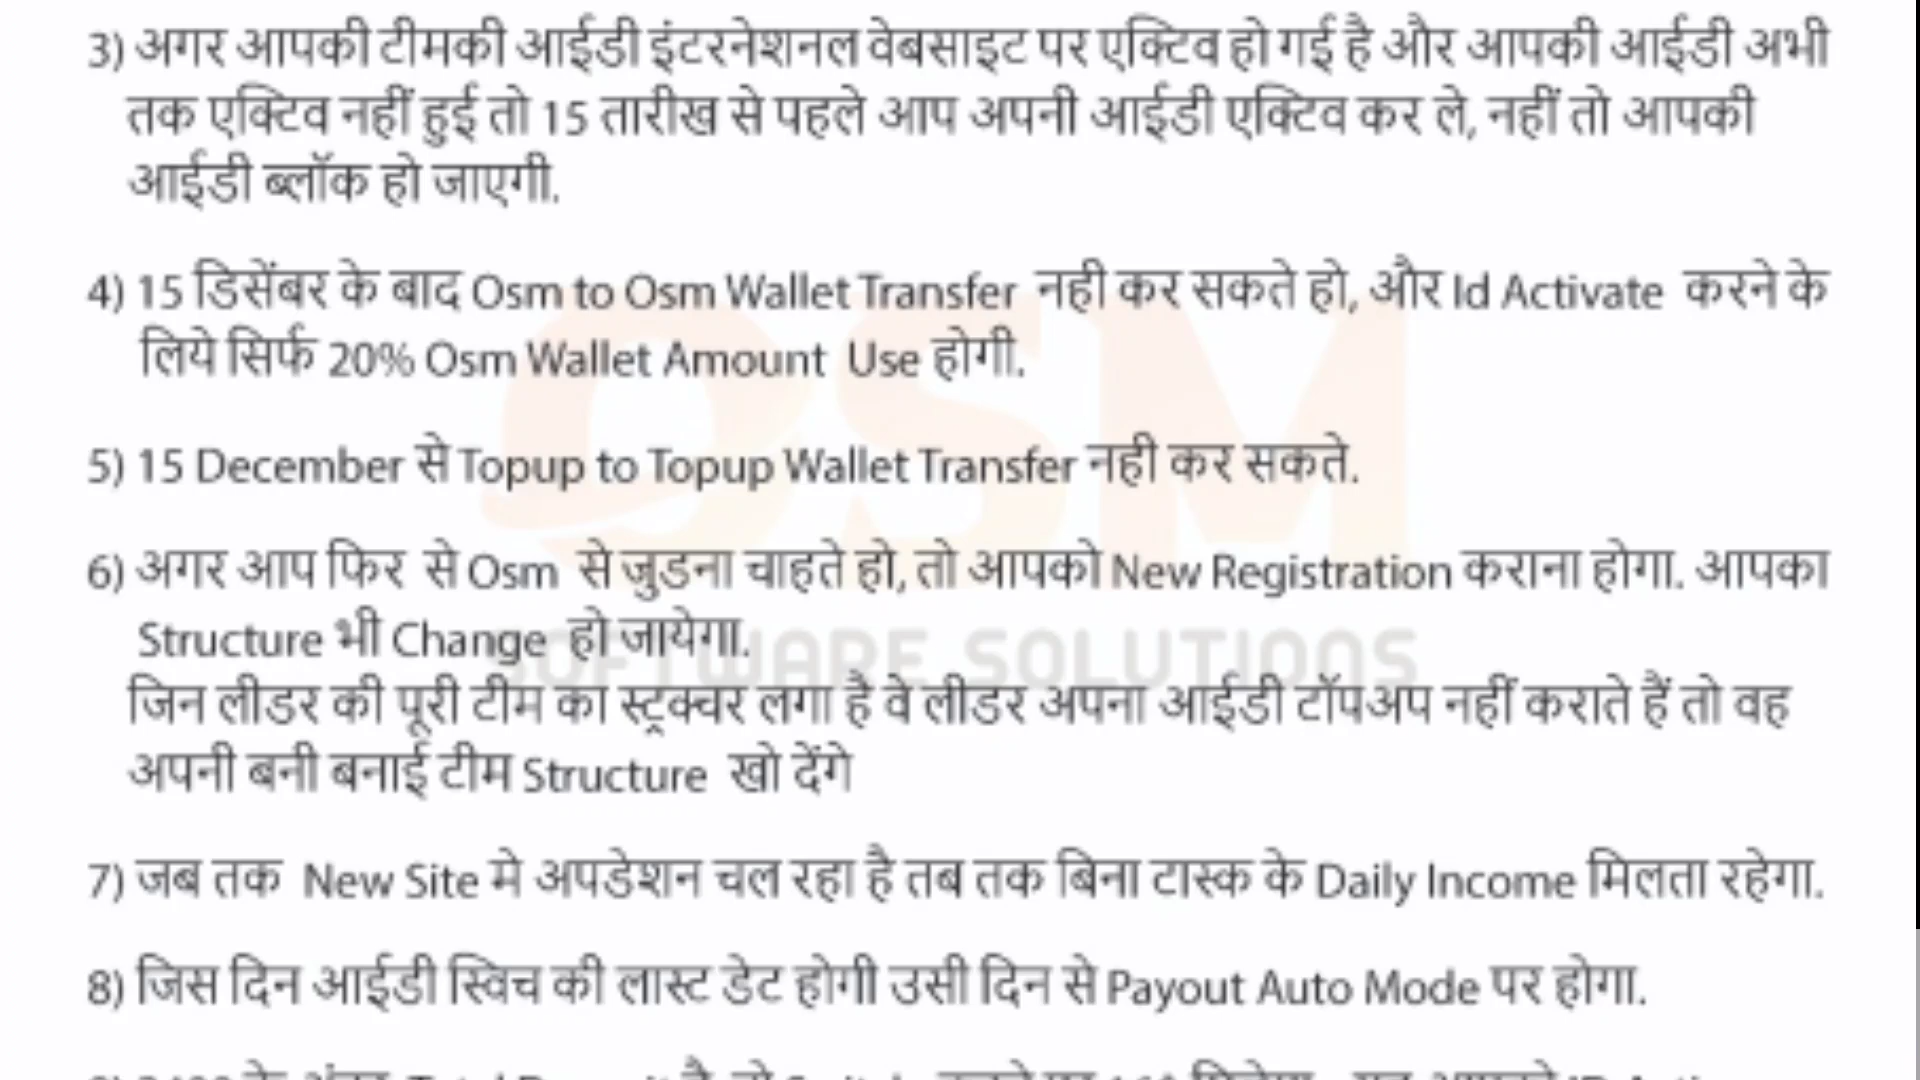 3) अगर आपकी टीमकी आईडी इंटरनेशनल वेबसाइट पर एक्टिव हो गई है और आपकी आईडी अभी
तक एक्टिव नहीं हुई तो 15 तारीख से पहले आप अपनी आईडी एक्टिव कर ले, नहीं तो आपकी
आईडी ब्लॉक हो जाएगी.
4) 15 डिसेंबर के बाद Osm to Osm Wallet Transfer नही कर सकते हो, और Id Activate करने के
लिये सिर्फ 20% Osm Wallet Amount Use होगी.
5) 15 December से Topup to Topup Wallet Transfer नही कर सकते.
6) अगर आप फिर से Osm से जुडना चाहते हो, तो आपको New Registration कराना होगा. आपका
Structure भी Change हो जायेगा.
जिन लीडर की पूरी टीम का स्ट्रक्चर लगा है वे लीडर अपना आईडी टॉपअप नहीं कराते हैं तो वह
अपनी बनी बनाई टीम Structure खो देंगे
7) जब तक New Site मे अपडेशन चल रहा है तब तक बिना टास्क के Daily Income मिलता रहेगा.
8) जिस दिन आईडी स्विच की लास्ट डेट होगी उसी दिन से Payout Auto Mode पर होगा.
OSM
SOFTWARE SOLUTIONS